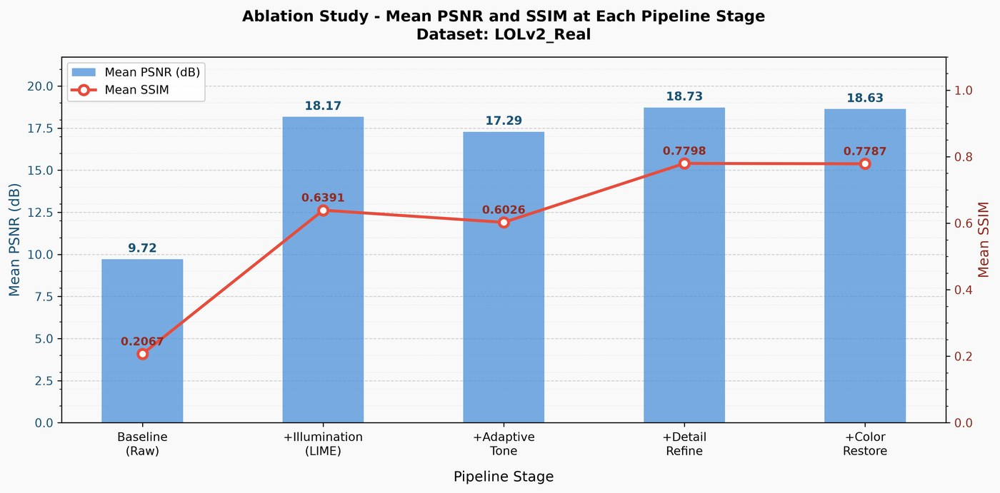 Ablation Study - Mean PSNR and SSIM at Each Pipeline Stage
Dataset: LOLv2_Real
Mean PSNR (dB)
Mean SSIM
20.0
17.5
15.0
12.5
10.0
7.5
5.0
2.5
0.0
Mean PSNR (dB)
9.72
18.17
17.29
18.73
18.63
0.2067
0.6391
0.6026
0.7798
0.7787
1.0
0.8
0.6
0.4
0.2
0.0
Mean SSIM
Baseline
(Raw)
+Illumination
(LIME)
+Adaptive
Tone
+Detail
Refine
+Color
Restore
Pipeline Stage